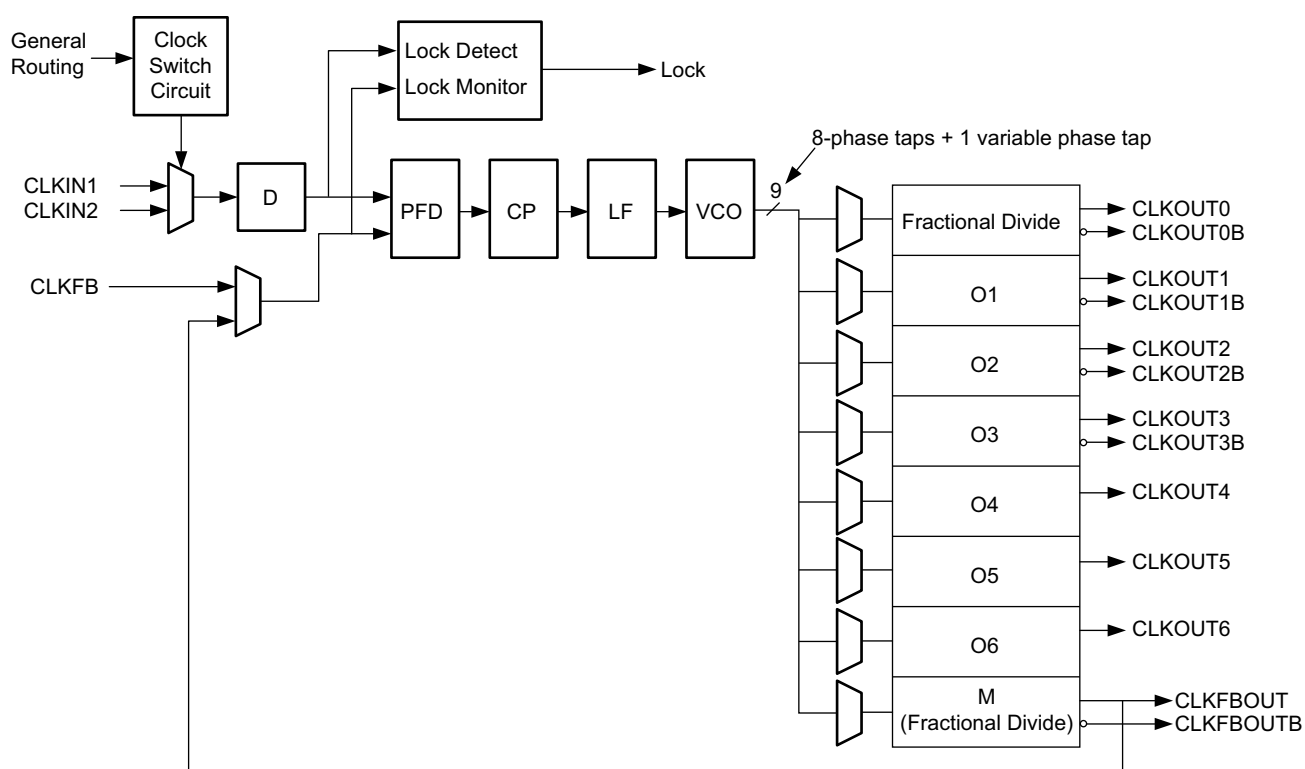 General
Routing
Clock
Switch
Circuit
Lock Detect
Lock Monitor
Lock
8-phase taps + 1 variable phase tap
CLKIN1
CLKIN2
D
PFD
CP
LF
VCO
9
CLKFB
Fractional Divide
CLKOUT0
CLKOUT0B
O1
CLKOUT1
CLKOUT1B
O2
CLKOUT2
CLKOUT2B
O3
CLKOUT3
CLKOUT3B
O4
CLKOUT4
O5
CLKOUT5
O6
CLKOUT6
M
(Fractional Divide)
CLKFBOUT
CLKFBOUTB